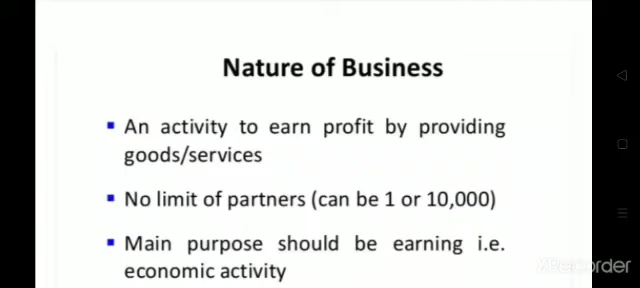 Nature of Business
▪ An activity to earn profit by providing
goods/services
▪ No limit of partners (can be 1 or 10,000)
▪ Main purpose should be earning i.e.
economic activity